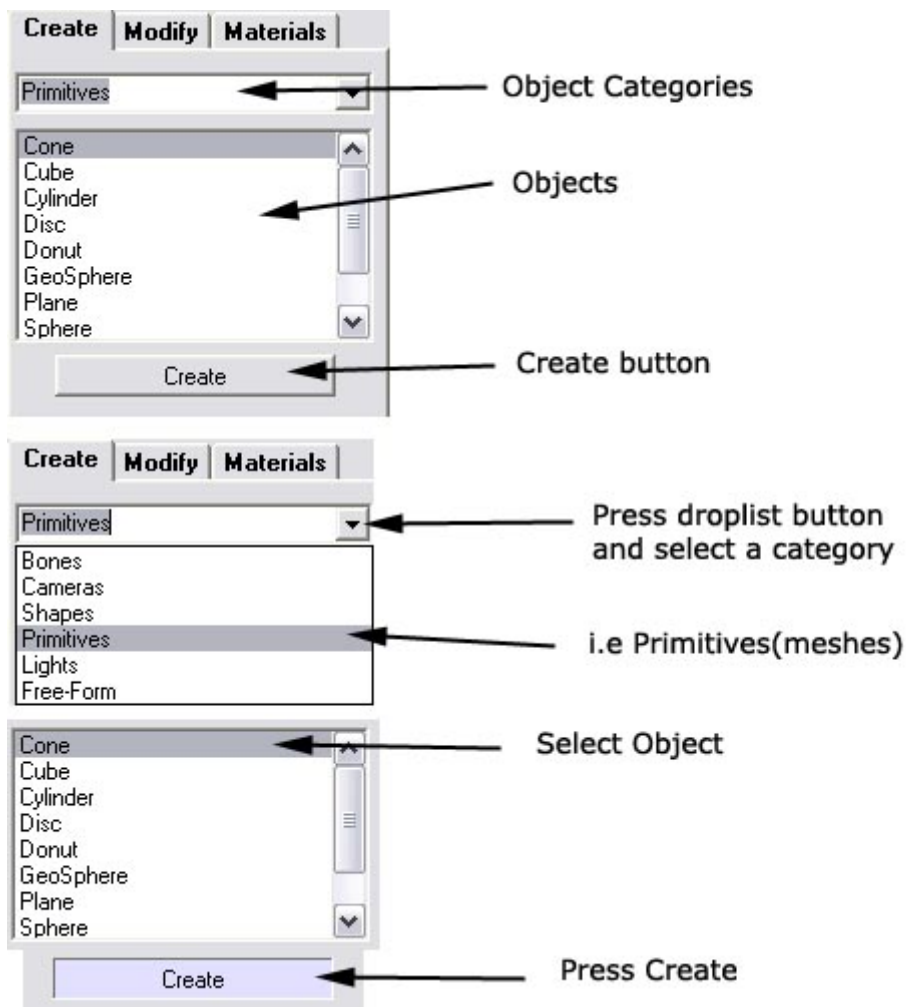 Create Modify Materials
Primitives
Object Categories
Cone
Cube
Cylinder
Disc
Donut
GeoSphere
Plane
Sphere
Objects
Create
Create button
Create Modify Materials
Primitives
Press droplist button
and select a category
Bones
Cameras
Shapes
Primitives
Lights
Free-Form
i.e Primitives(meshes)
Cone
Cube
Cylinder
Disc
Donut
GeoSphere
Plane
Sphere
Select Object
Create
Press Create